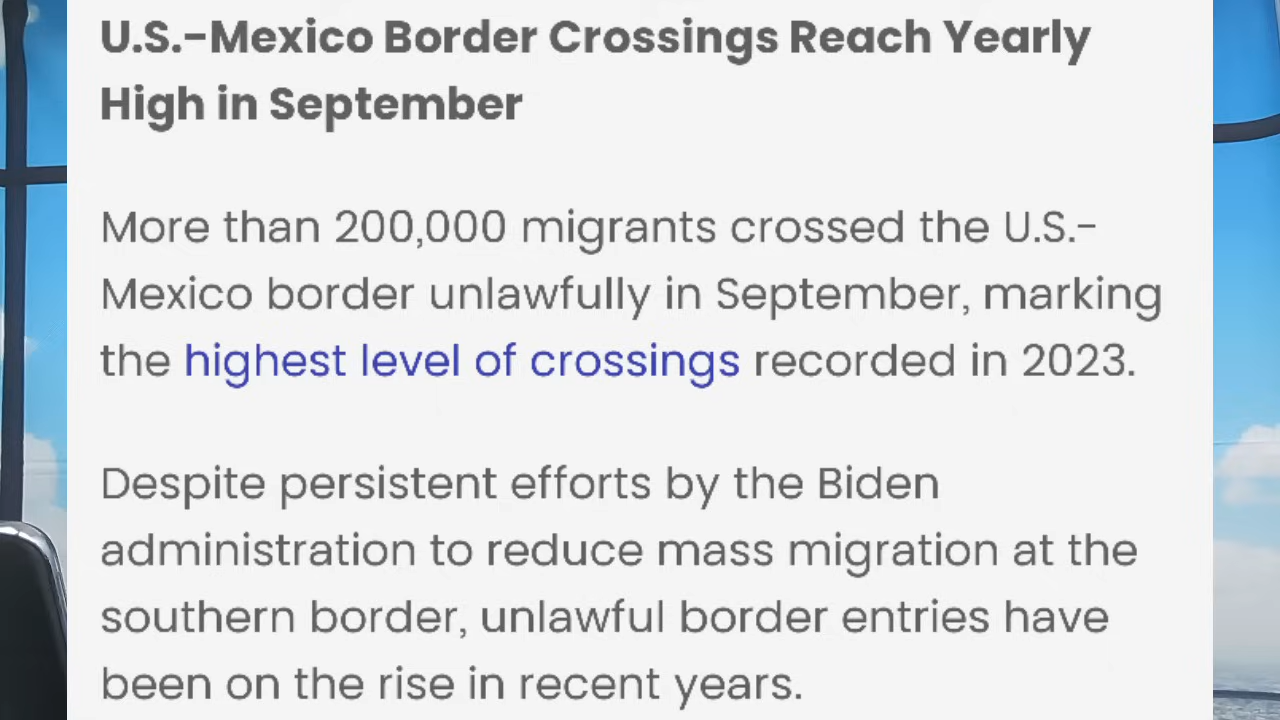 U.S.–Mexico Border Crossings Reach Yearly
High in September
More than 200,000 migrants crossed the U.S.–
Mexico border unlawfully in September, marking
the highest level of crossings recorded in 2023.
Despite persistent efforts by the Biden
administration to reduce mass migration at the
southern border, unlawful border entries have
been on the rise in recent years.